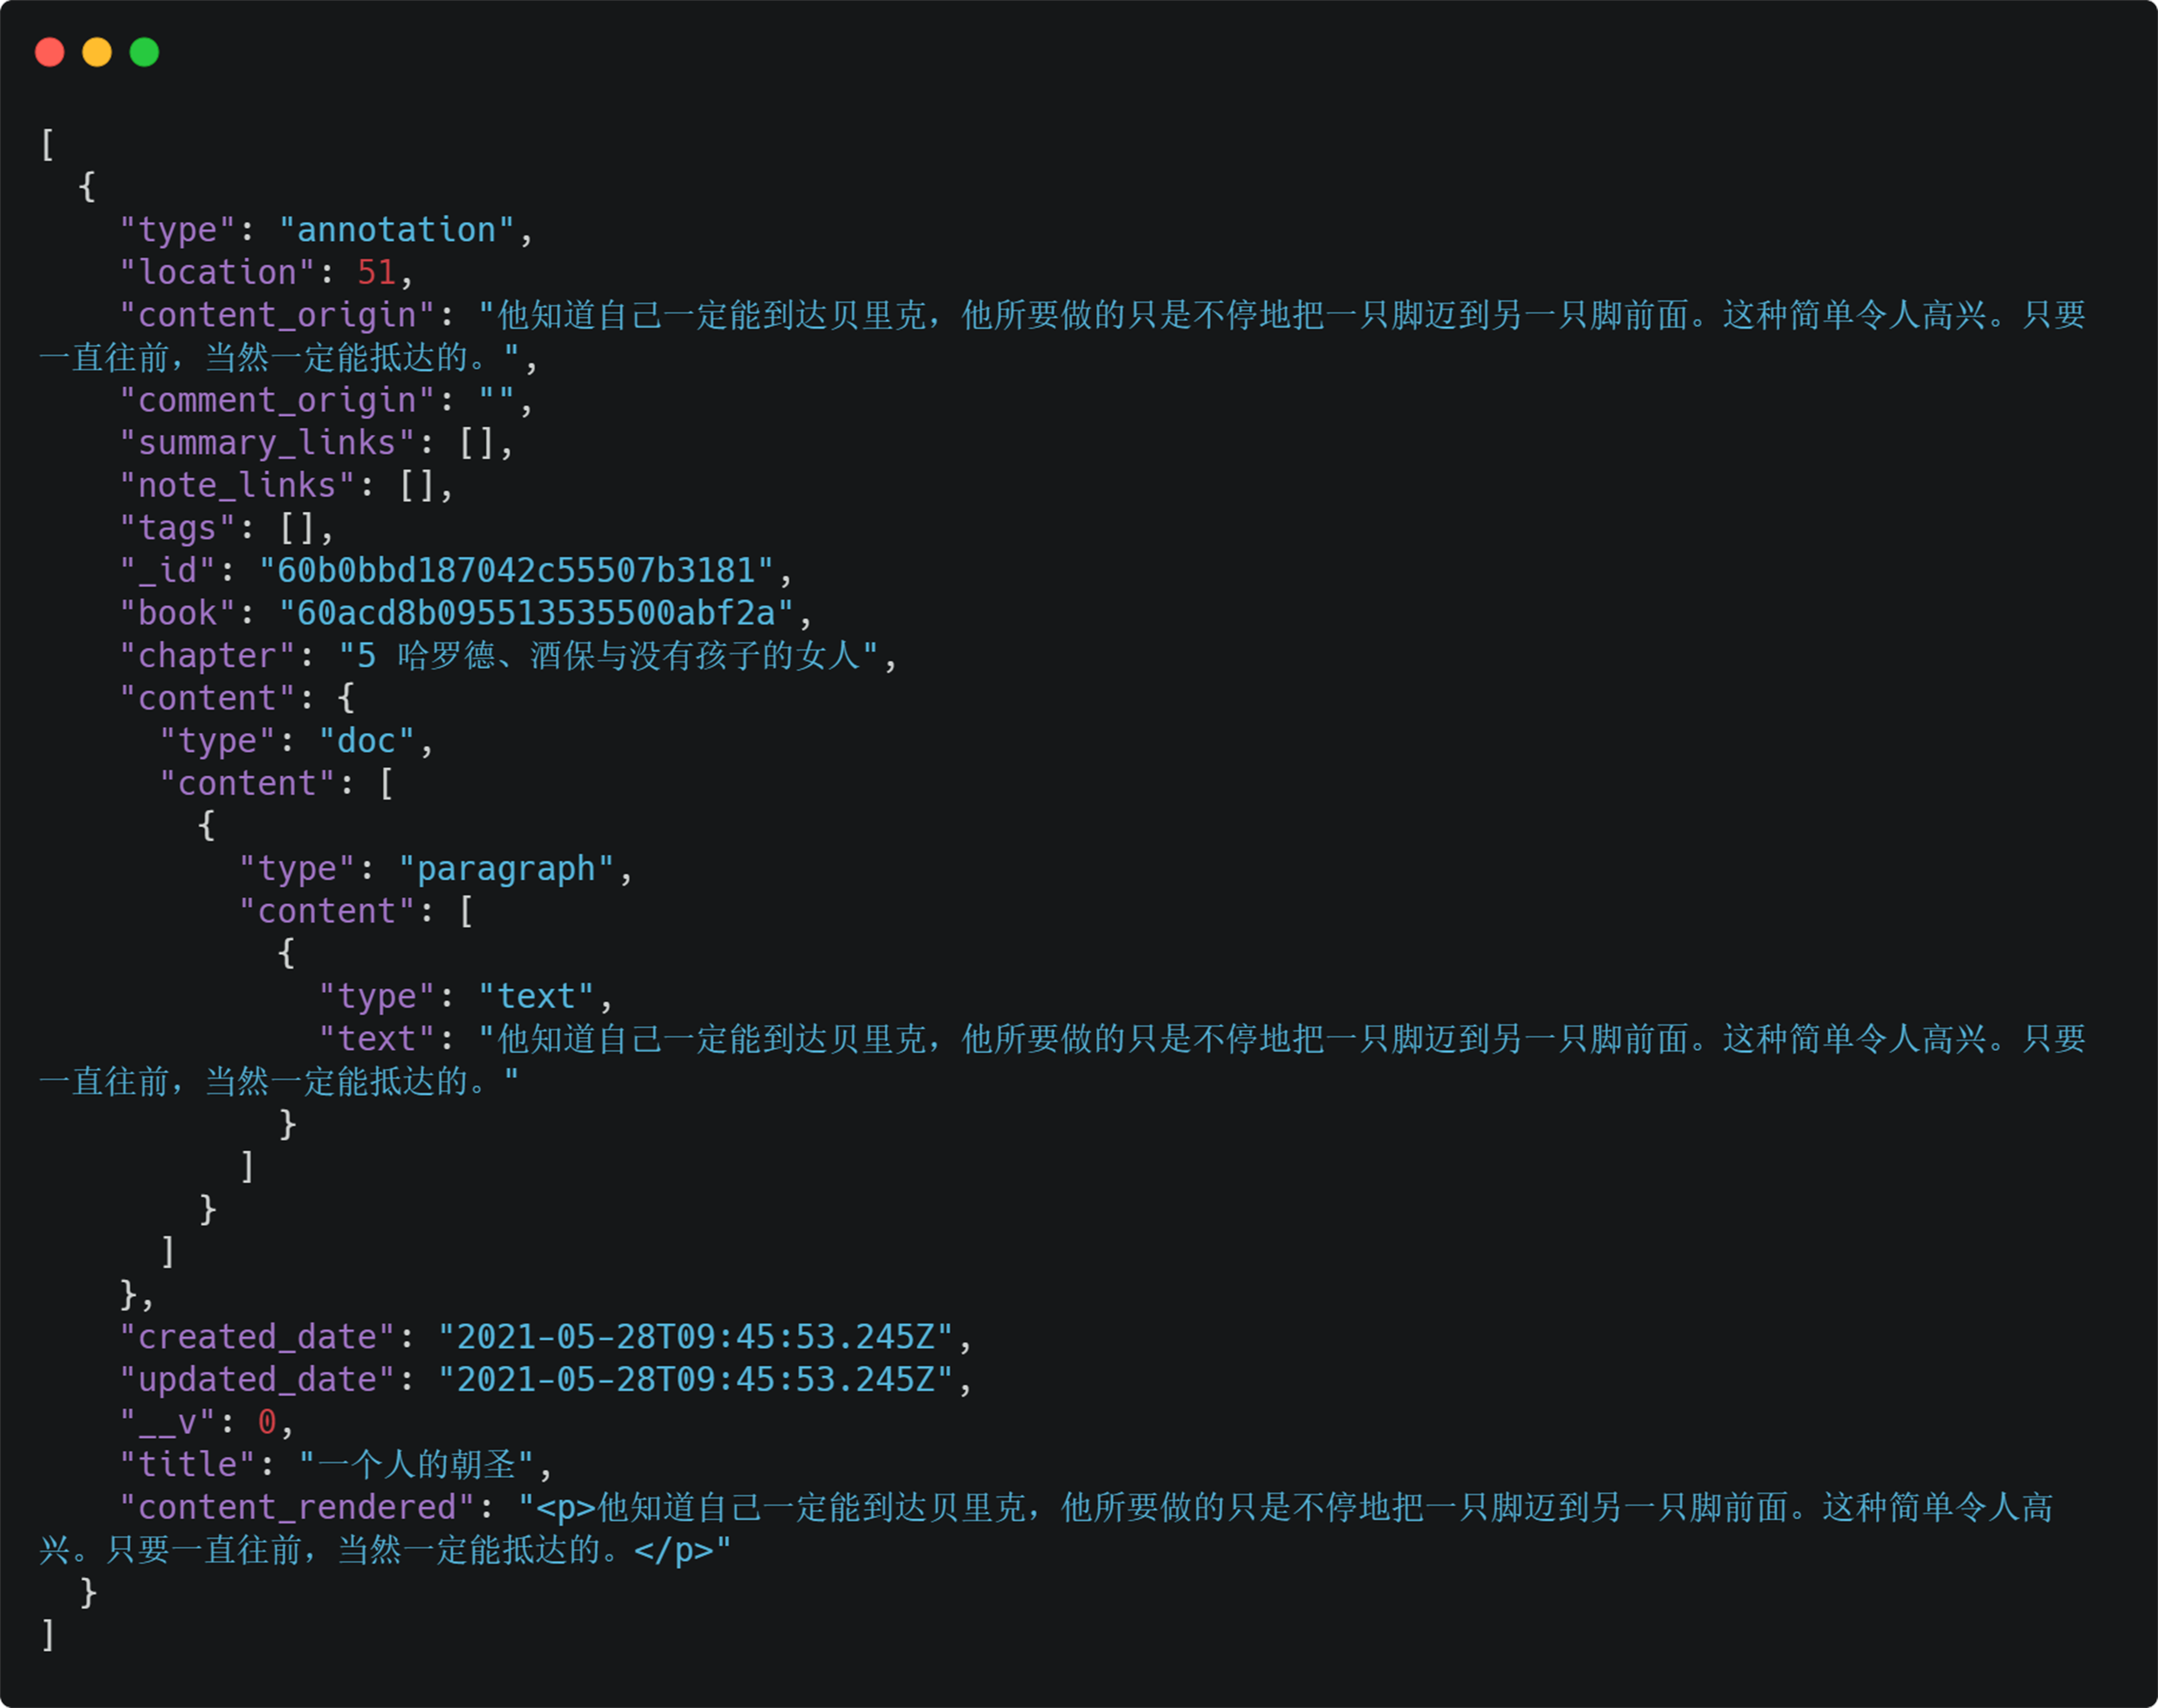 [
  {
    "type": "annotation",
    "location": 51,
    "content_origin": "他知道自己一定能到达贝里克，他所要做的只是不停地把一只脚迈到另一只脚前面。这种简单令人高兴。只要
一直往前，当然一定能抵达的。",
    "comment_origin": "",
    "summary_links": [],
    "note_links": [],
    "tags": [],
    "_id": "60b0bbd187042c55507b3181",
    "book": "60acd8b095513535500abf2a",
    "chapter": "5 哈罗德、酒保与没有孩子的女人",
    "content": {
      "type": "doc",
      "content": [
        {
          "type": "paragraph",
          "content": [
            {
              "type": "text",
              "text": "他知道自己一定能到达贝里克，他所要做的只是不停地把一只脚迈到另一只脚前面。这种简单令人高兴。只要
一直往前，当然一定能抵达的。"
            }
          ]
        }
      ]
    },
    "created_date": "2021-05-28T09:45:53.245Z",
    "updated_date": "2021-05-28T09:45:53.245Z",
    "__v": 0,
    "title": "一个人的朝圣",
    "content_rendered": "<p>他知道自己一定能到达贝里克，他所要做的只是不停地把一只脚迈到另一只脚前面。这种简单令人高
兴。只要一直往前，当然一定能抵达的。</p>"
  }
]